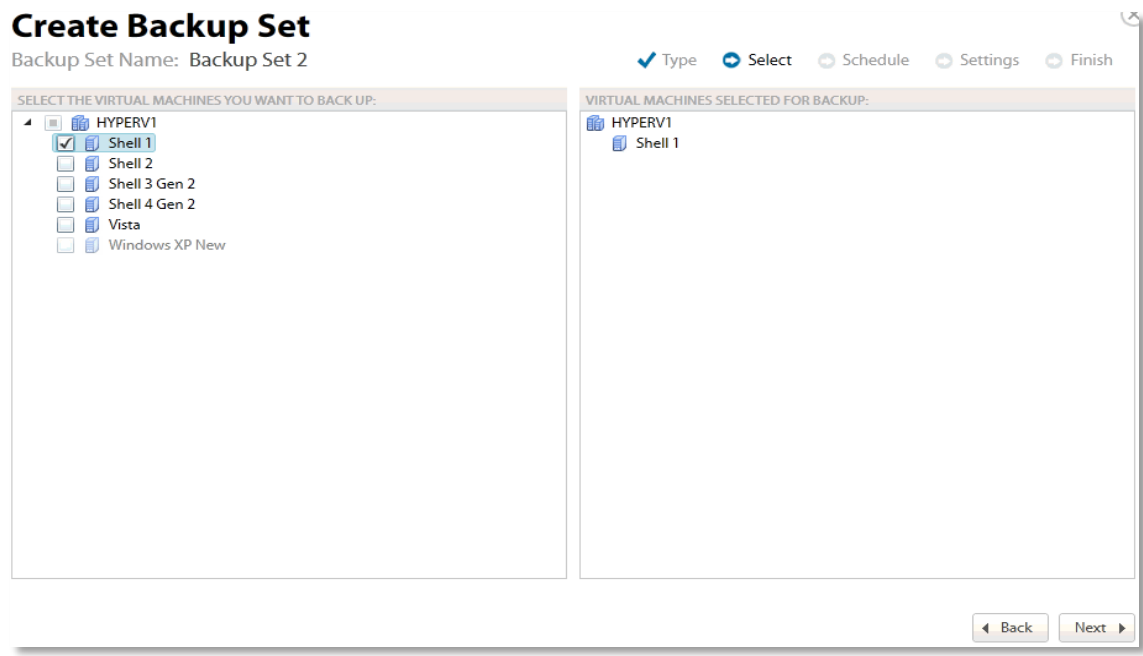 Create Backup Set
Backup Set Name: Backup Set 2
Type Select Schedule Settings Finish
SELECT THE VIRTUAL MACHINES YOU WANT TO BACK UP:
HYPERV1
Shell 1
Shell 2
Shell 3 Gen 2
Shell 4 Gen 2
Vista
Windows XP New
VIRTUAL MACHINES SELECTED FOR BACKUP:
HYPERV1
Shell 1
Back Next